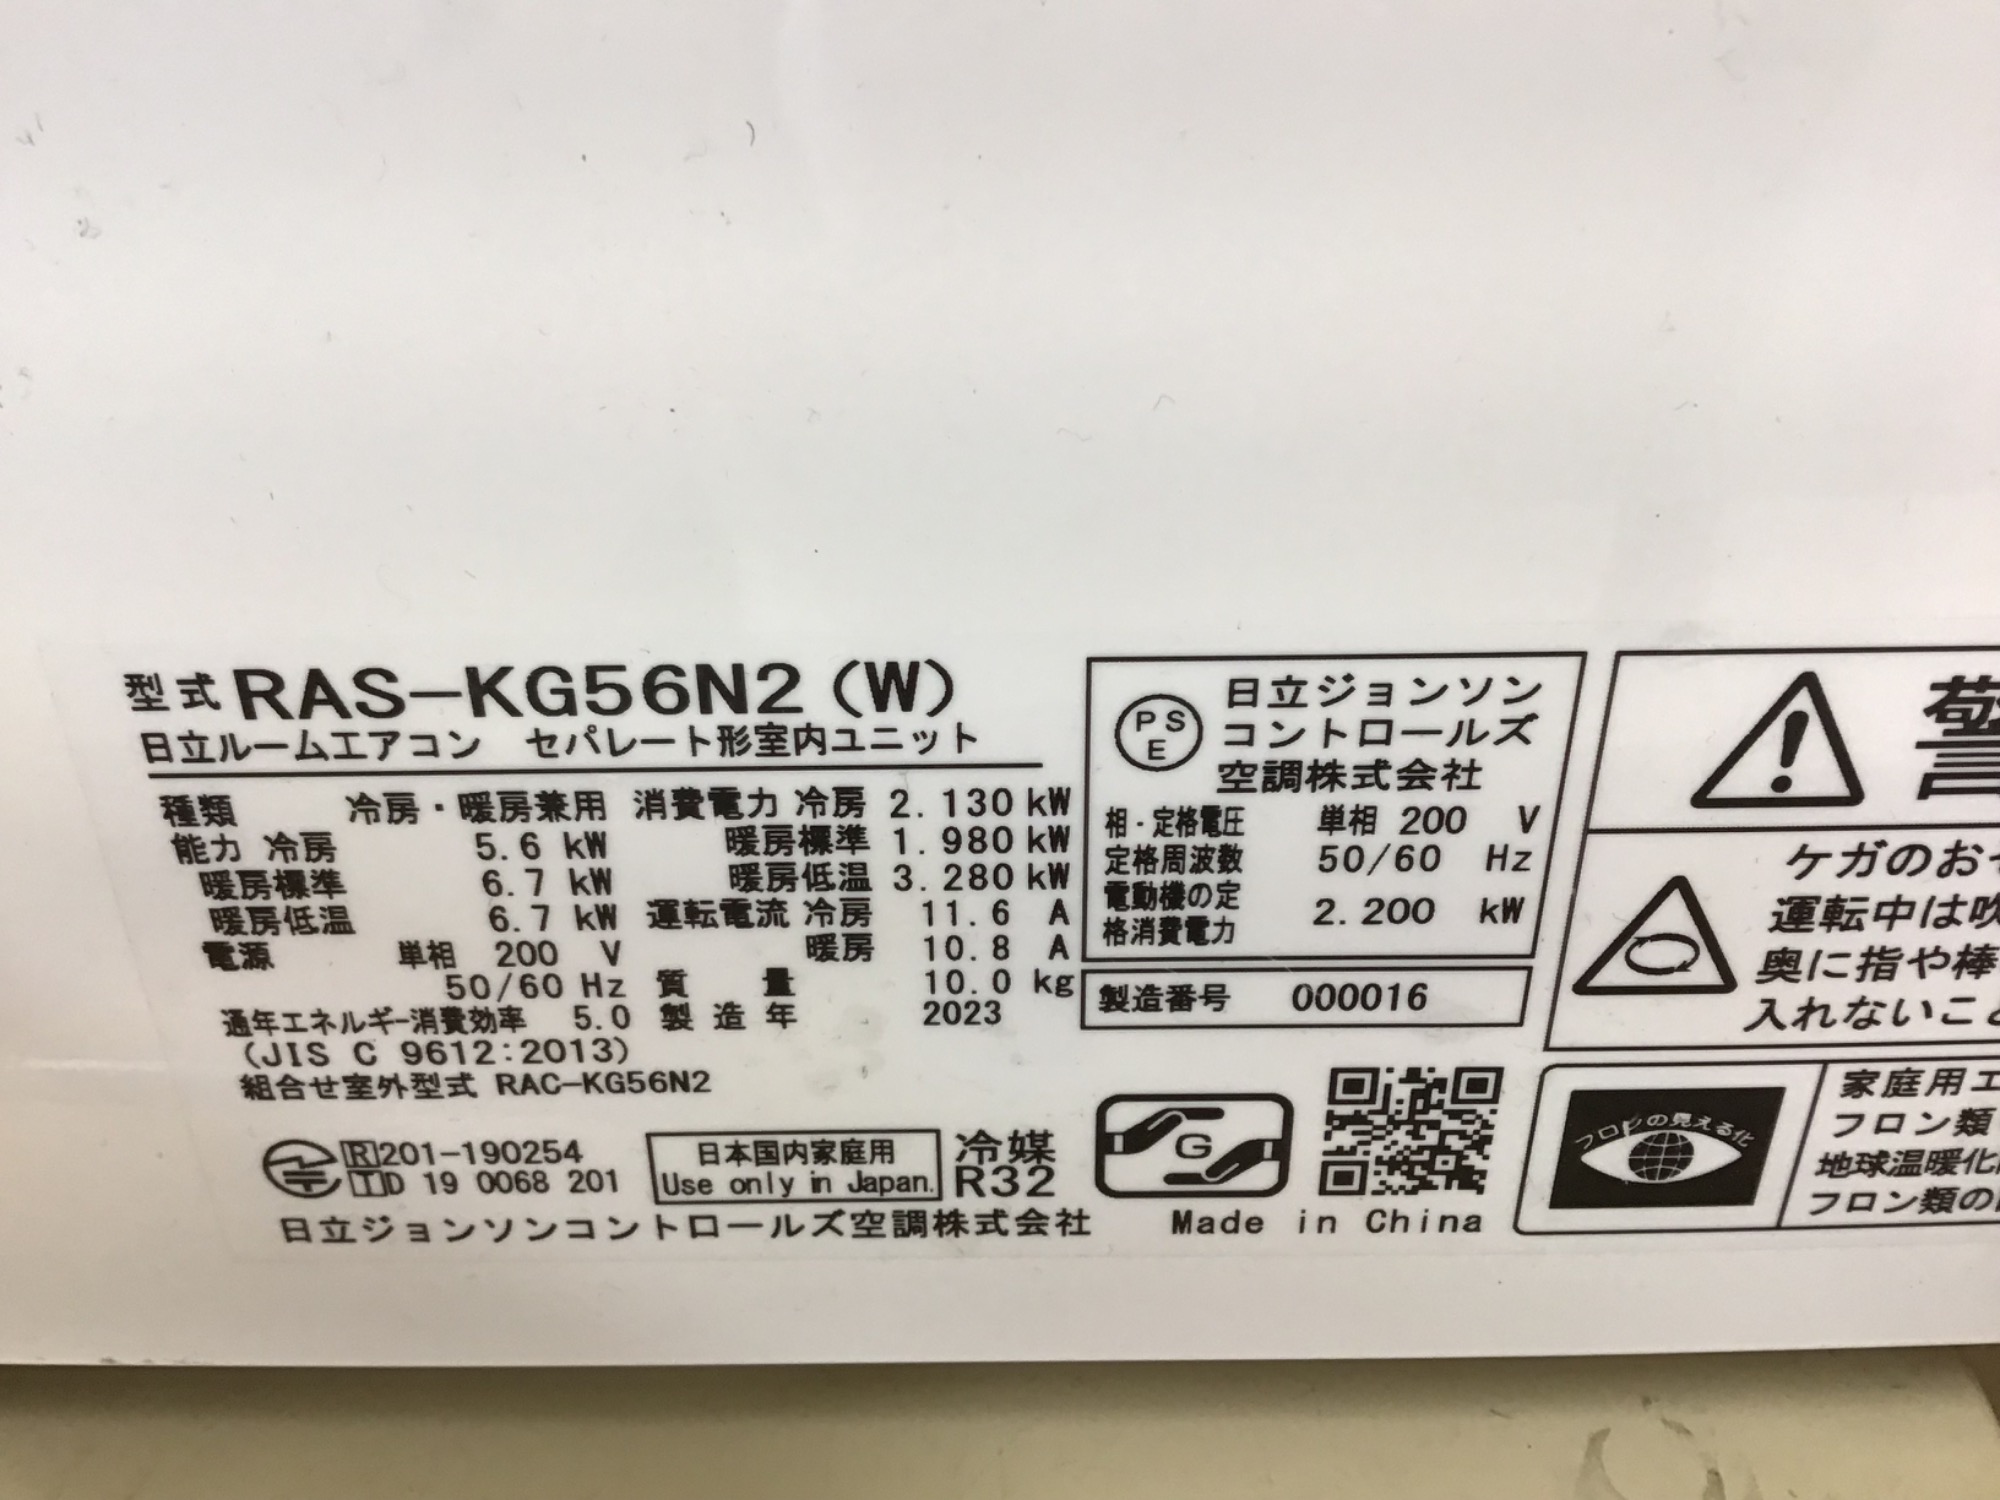 型式 RAS-KG56N2(W)
日立ルームエアコン セパレート形室内ユニット
種類 冷房・暖房兼用
能力 冷房 5.6 kW
暖房標準 6.7 kW
暖房低温 6.7 kW
電源 単相 200 V
50/60 Hz
通年エネルギー消費効率 5.0
(JIS C 9612:2013)
組合せ室外型式 RAC-KG56N2
消費電力 冷房 2.130 kW
暖房標準 1.980 kW
暖房低温 3.280 kW
運転電流 冷房 11.6 A
暖房 10.8 A
質量 10.0 kg
製造年 2023
R 201-190254
T D 19 0068 201
日本国内家庭用
Use only in Japan.
冷媒
R32
日立ジョンソンコントロールズ空調株式会社
PS
E
日立ジョンソン
コントロールズ
空調株式会社
相・定格電圧 単相 200 V
定格周波数 50/60 Hz
電動機の定
格消費電力 2.200 kW
製造番号 000016
G
Made in China
警
ケガのおそ
運転中は吹
奥に指や棒
入れないこと
フロンの見える化
家庭用エ
フロン類
地球温暖化
フロン類の